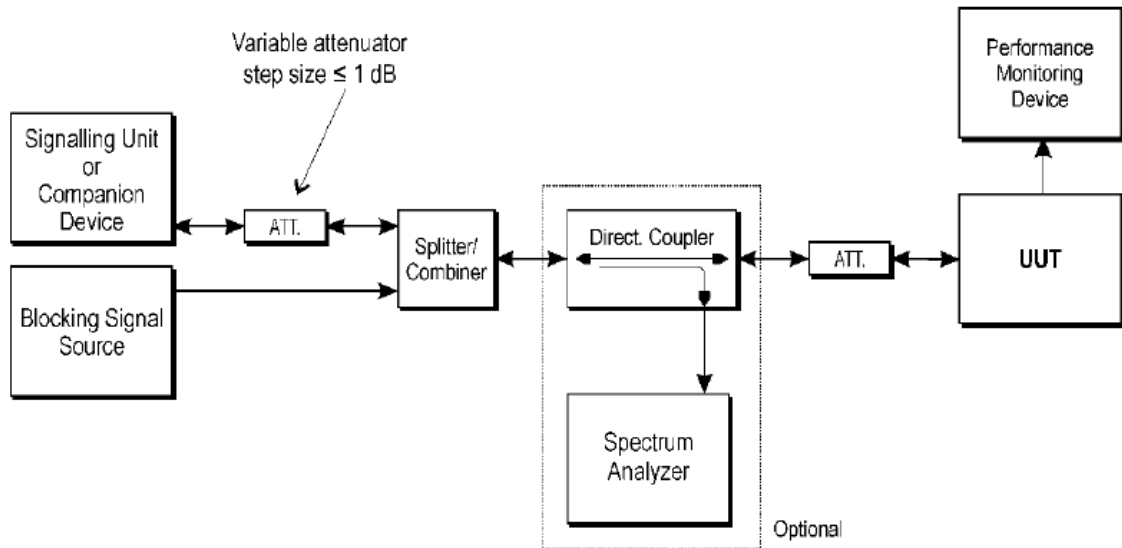 Variable attenuator
step size ≤ 1 dB
Signalling Unit
or
Companion
Device
ATT.
Blocking Signal
Source
Splitter/
Combiner
Direct. Coupler
Spectrum
Analyzer
Optional
ATT.
Performance
Monitoring
Device
UUT